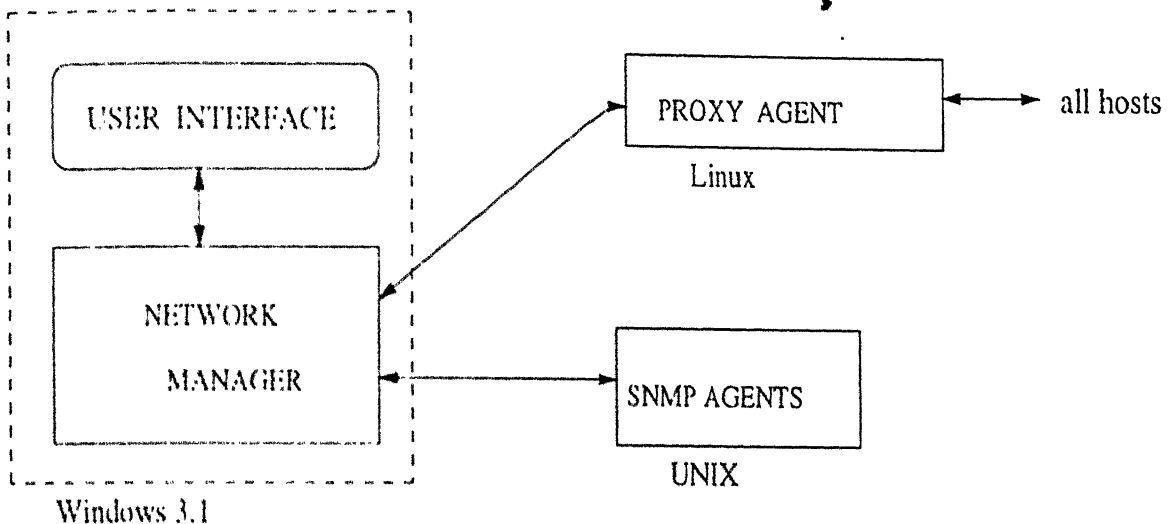 USER INTERFACE
NETWORK
MANAGER
Windows 3.1
PROXY AGENT
Linux
all hosts
SNMP AGENTS
UNIX